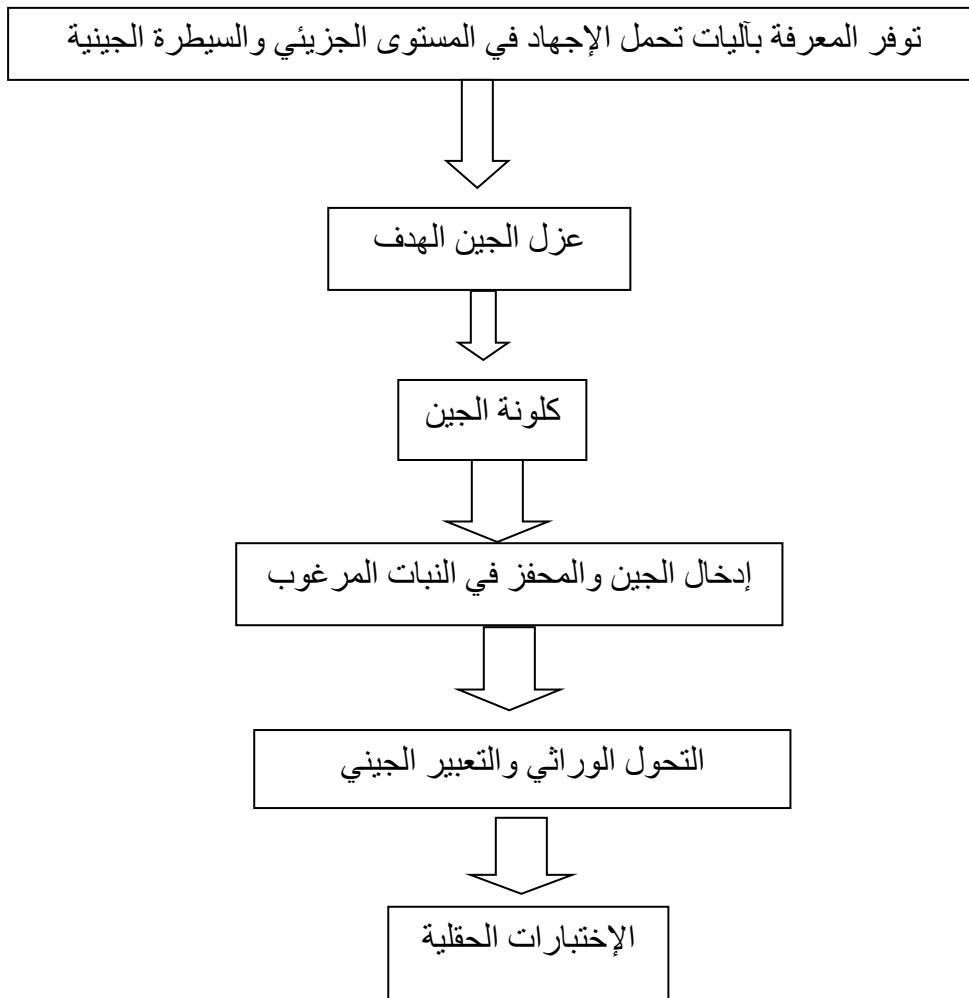 توفر المعرفة بآليات تحمل الإجهاد في المستوى الجزيئي والسيطرة الجينية
عزل الجين الهدف
كلونة الجين
إدخال الجين والمحفز في النبات المرغوب
التحول الوراثي والتعبير الجيني
الإختبارات الحقلية